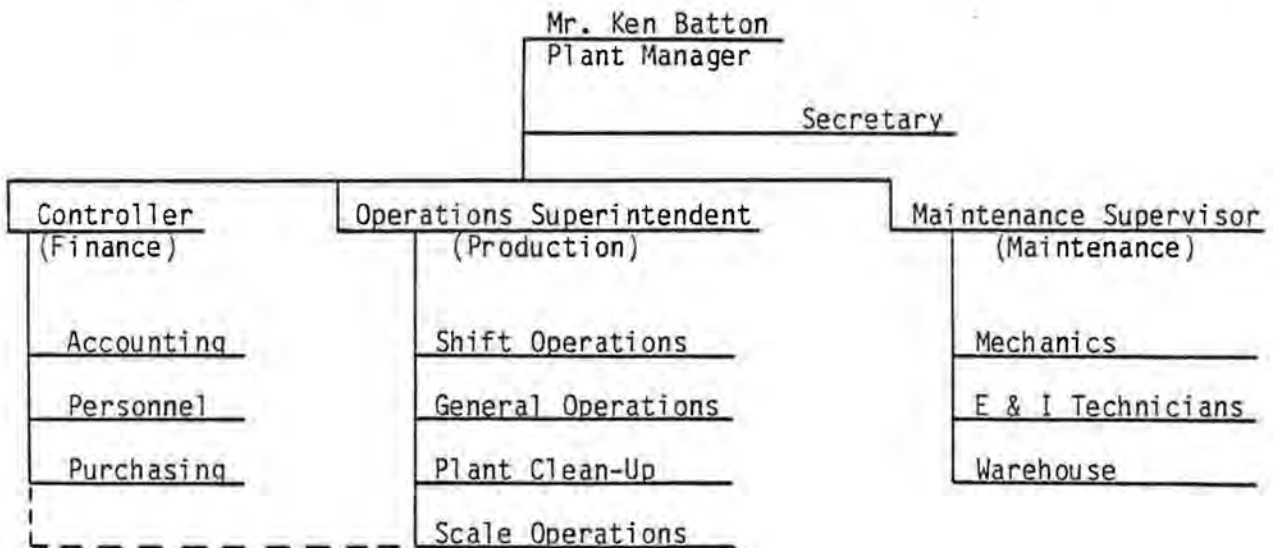 Mr. Ken Batton
Plant Manager
Secretary
Controller
(Finance)
Accounting
Personnel
Purchasing
Operations Superintendent
(Production)
Shift Operations
General Operations
Plant Clean-Up
Scale Operations
Maintenance Supervisor
(Maintenance)
Mechanics
E & I Technicians
Warehouse